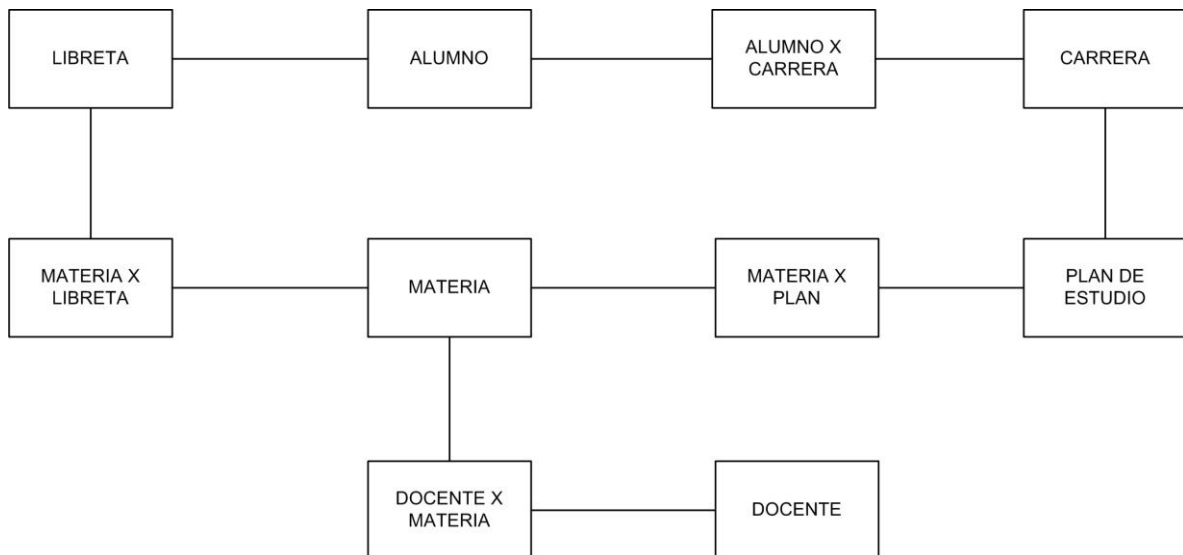 LIBRETA
ALUMNO
ALUMNO X
CARRERA
CARRERA
MATERIA X
LIBRETA
MATERIA
MATERIA X
PLAN
PLAN DE
ESTUDIO
DOCENTE X
MATERIA
DOCENTE